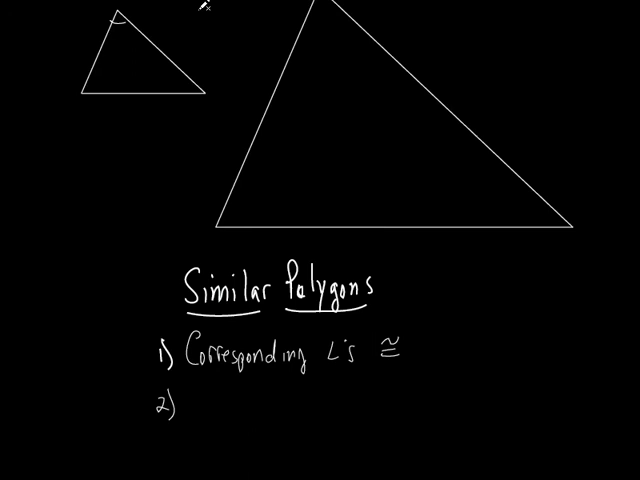 Similar Polygons
1) Corresponding ∠'s ≅
2)